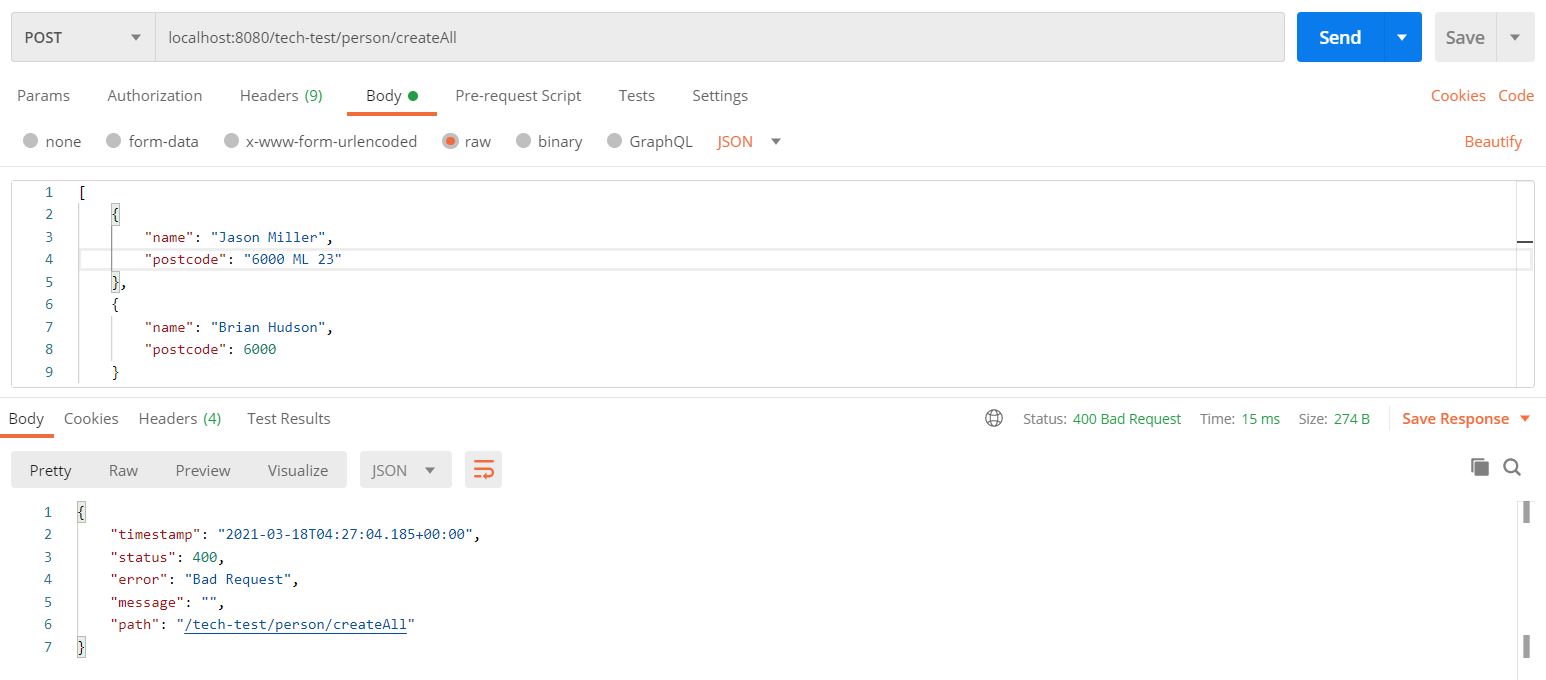 POST localhost:8080/tech-test/person/createAll Send Save
Params Authorization Headers (9) Body Pre-request Script Tests Settings Cookies Code
none form-data x-www-form-urlencoded raw binary GraphQL JSON Beautify
1 [
2 {
3 "name": "Jason Miller",
4 "postcode": "6000 ML 23"
5 },
6 {
7 "name": "Brian Hudson",
8 "postcode": 6000
9 }
Body Cookies Headers (4) Test Results Status: 400 Bad Request Time: 15 ms Size: 274 B Save Response
Pretty Raw Preview Visualize JSON
1 {
2 "timestamp": "2021-03-18T04:27:04.185+00:00",
3 "status": 400,
4 "error": "Bad Request",
5 "message": "",
6 "path": "/tech-test/person/createAll"
7 }